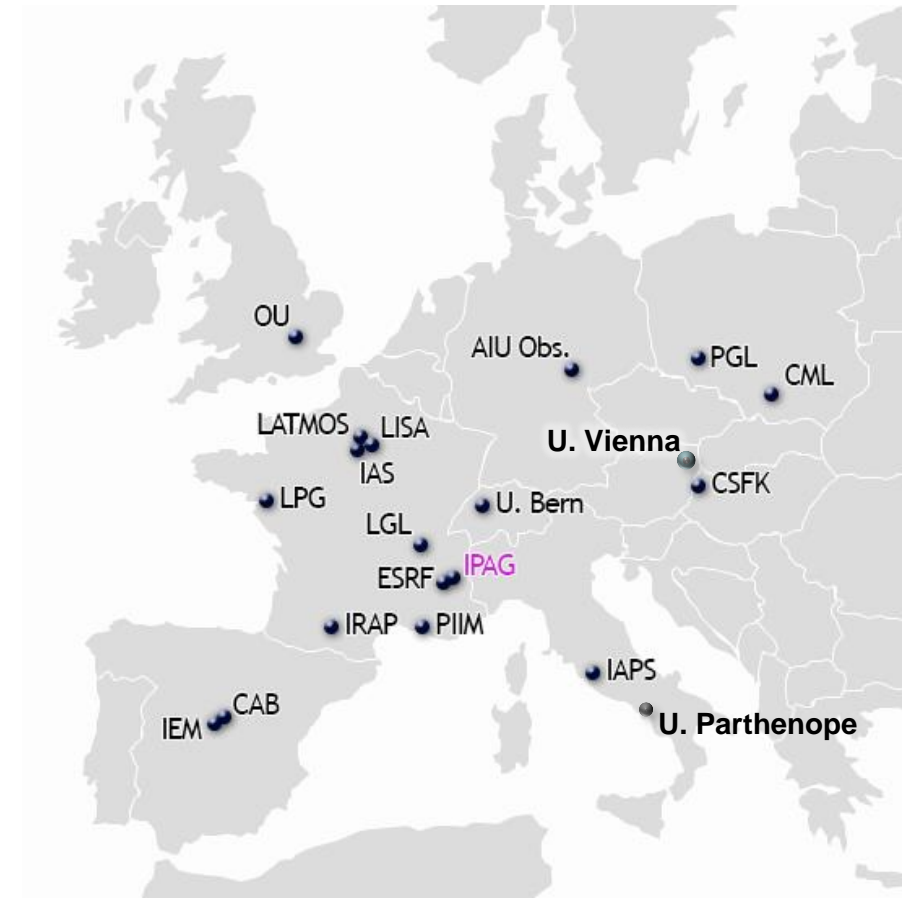 OU
AIU Obs.
PGL
CML
LATMOS
LISA
U. Vienna
IAS
CSFK
LPG
U. Bern
LGL
IPAG
ESRF
IRAP
PIIM
IAPS
CAB
IEM
U. Parthenope